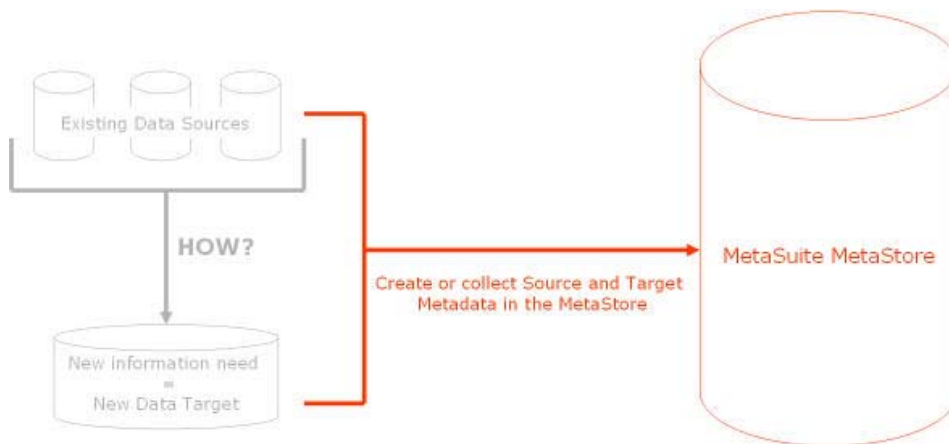 Existing Data Sources
HOW?
New information need
=
New Data Target
Create or collect Source and Target
Metadata in the MetaStore
MetaSuite MetaStore